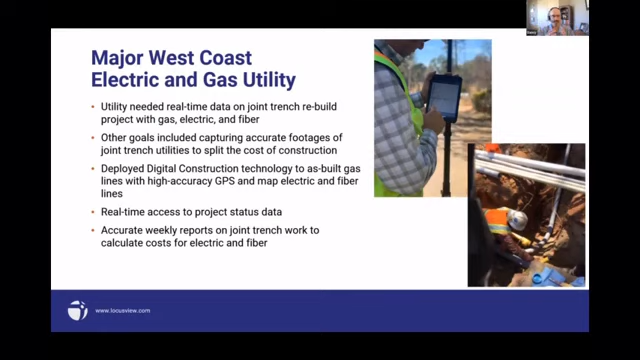 Major West Coast
Electric and Gas Utility
• Utility needed real-time data on joint trench re-build
project with gas, electric, and fiber
• Other goals included capturing accurate footages of
joint trench utilities to split the cost of construction
• Deployed Digital Construction technology to as-built gas
lines with high-accuracy GPS and map electric and fiber
lines
• Real-time access to project status data
• Accurate weekly reports on joint trench work to
calculate costs for electric and fiber
www.locusview.com